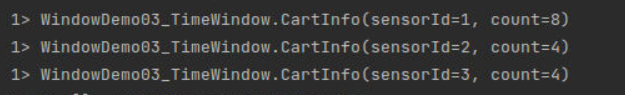 1> WindowDemo03_TimeWindow.CartInfo(sensorId=1, count=8)
1> WindowDemo03_TimeWindow.CartInfo(sensorId=2, count=4)
1> WindowDemo03_TimeWindow.CartInfo(sensorId=3, count=4)